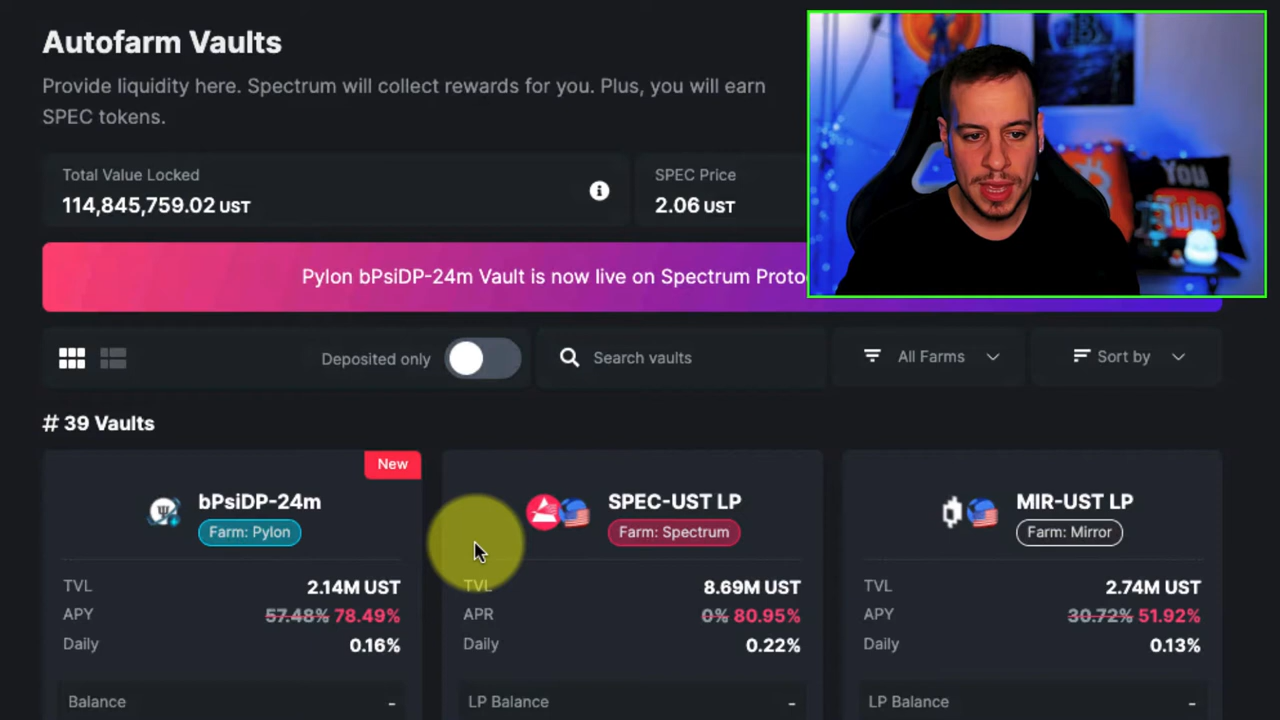 Autofarm Vaults
Provide liquidity here. Spectrum will collect rewards for you. Plus, you will earn
SPEC tokens.
Total Value Locked
114,845,759.02 UST
SPEC Price
2.06 UST
Pylon bPsiDP-24m Vault is now live on Spectrum Proto
Deposited only
Search vaults
All Farms
Sort by
# 39 Vaults
New
bPsiDP-24m
Farm: Pylon
TVL 2.14M UST
APY 57.48% 78.49%
Daily 0.16%
Balance -
SPEC-UST LP
Farm: Spectrum
TVL 8.69M UST
APR 0% 80.95%
Daily 0.22%
LP Balance -
MIR-UST LP
Farm: Mirror
TVL 2.74M UST
APY 30.72% 51.92%
Daily 0.13%
LP Balance -
You
Tube